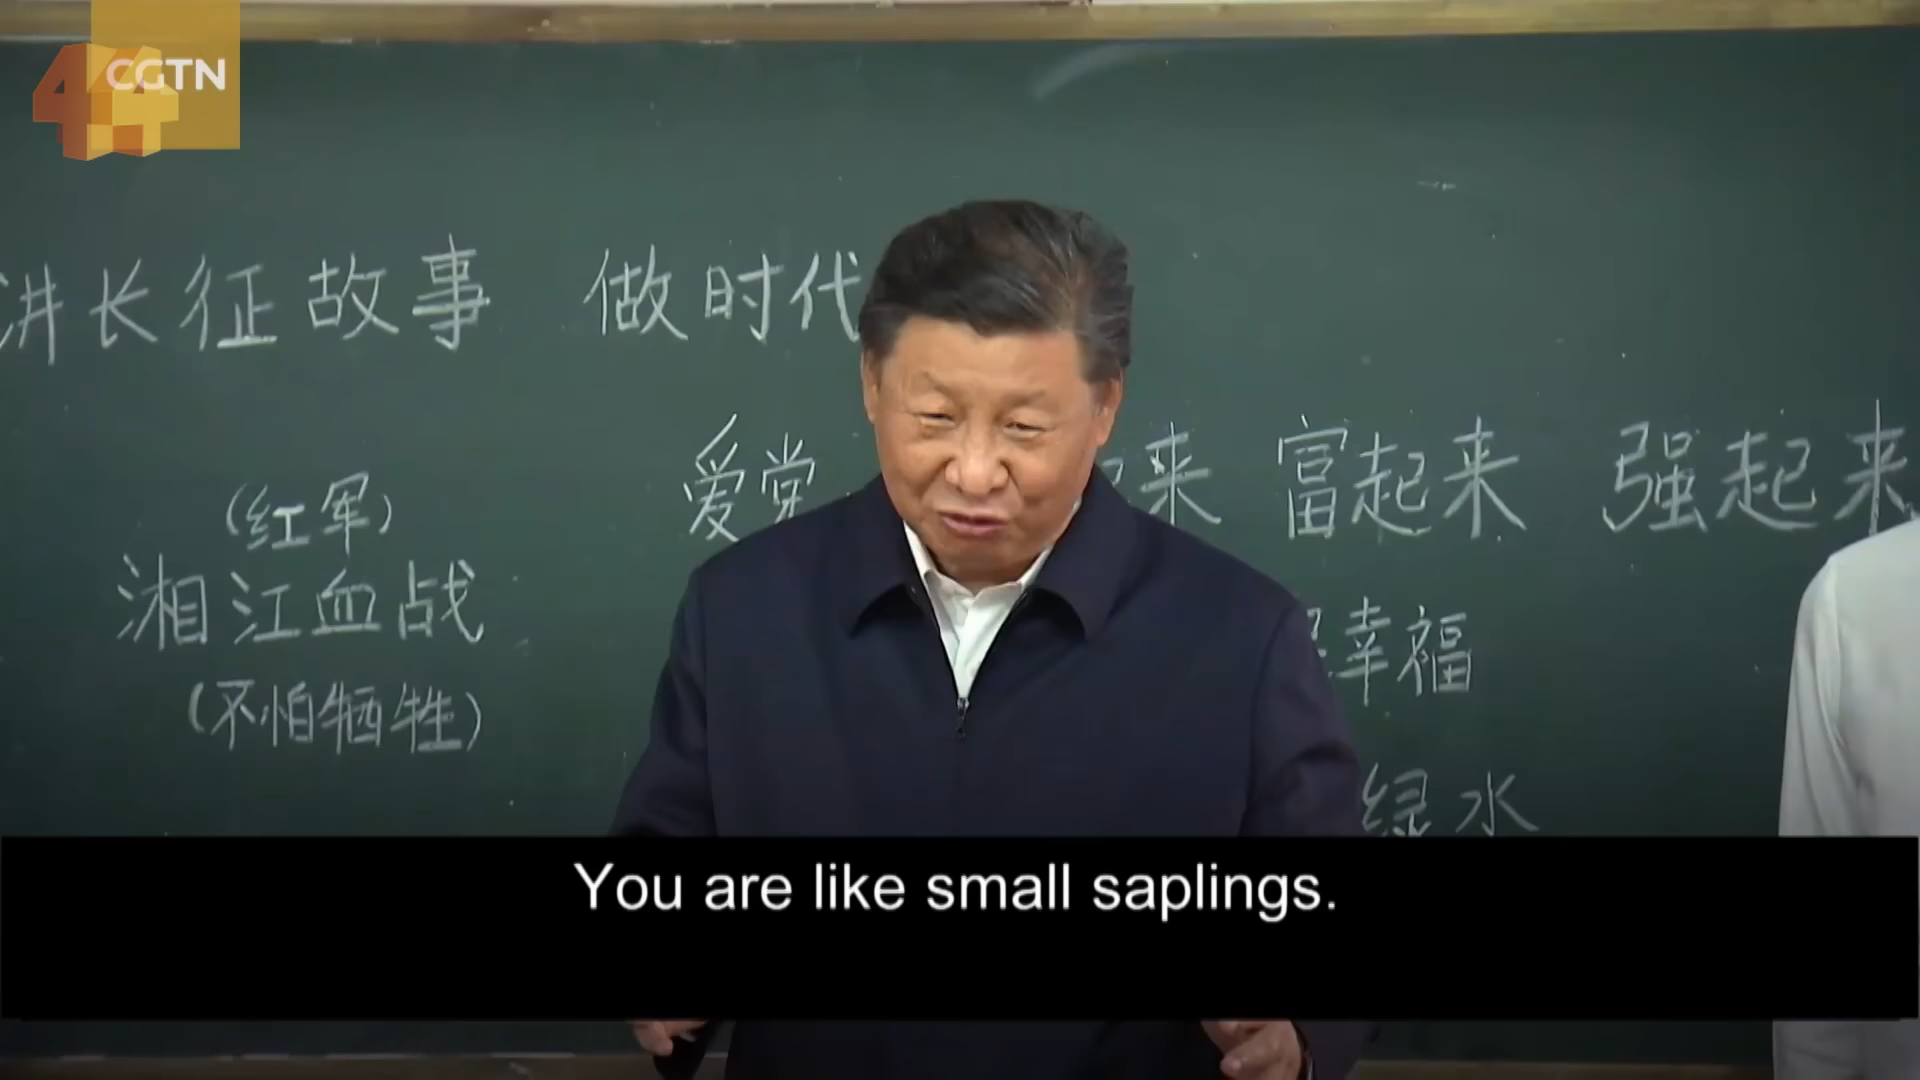 44
CGTN
讲长征故事 做时代
爱党 来 富起来 强起来
(红军)
湘江血战
幸福
(不怕牺牲)
绿水
You are like small saplings.